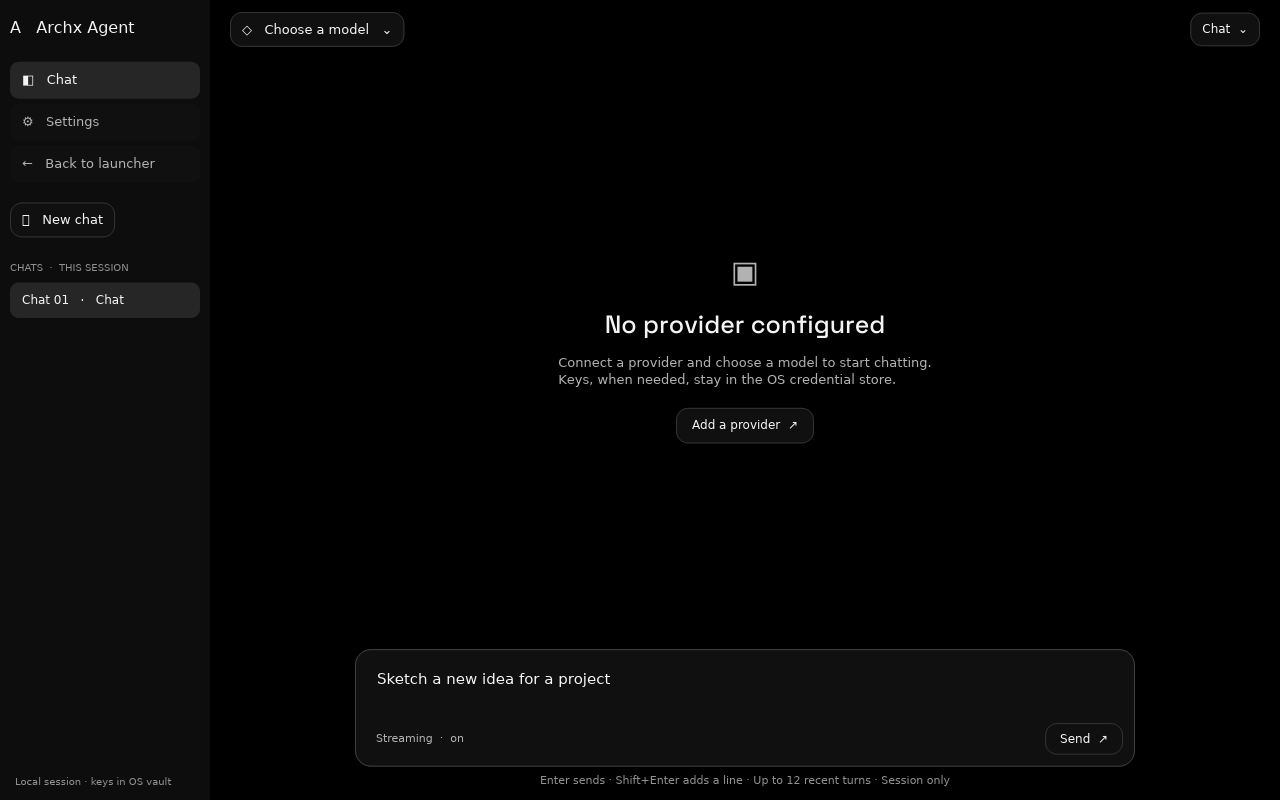 A Archx Agent
Chat
Settings
← Back to launcher
New chat
CHATS · THIS SESSION
Chat 01 · Chat
Local session · keys in OS vault
Choose a model
Chat
No provider configured
Connect a provider and choose a model to start chatting.
Keys, when needed, stay in the OS credential store.
Add a provider ↗
Sketch a new idea for a project
Streaming · on
Send ↗
Enter sends · Shift+Enter adds a line · Up to 12 recent turns · Session only